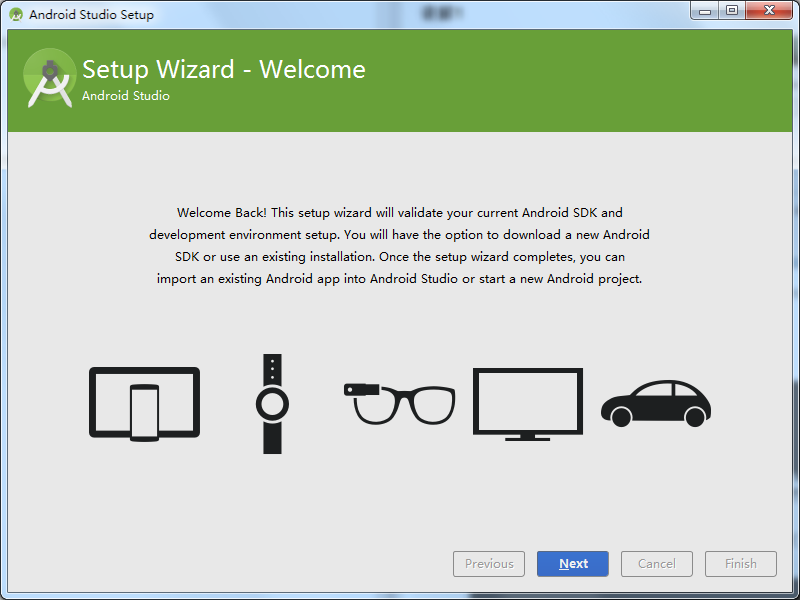 Android Studio Setup
Setup Wizard - Welcome
Android Studio
Welcome Back! This setup wizard will validate your current Android SDK and
development environment setup. You will have the option to download a new Android
SDK or use an existing installation. Once the setup wizard completes, you can
import an existing Android app into Android Studio or start a new Android project.
Previous
Next
Cancel
Finish